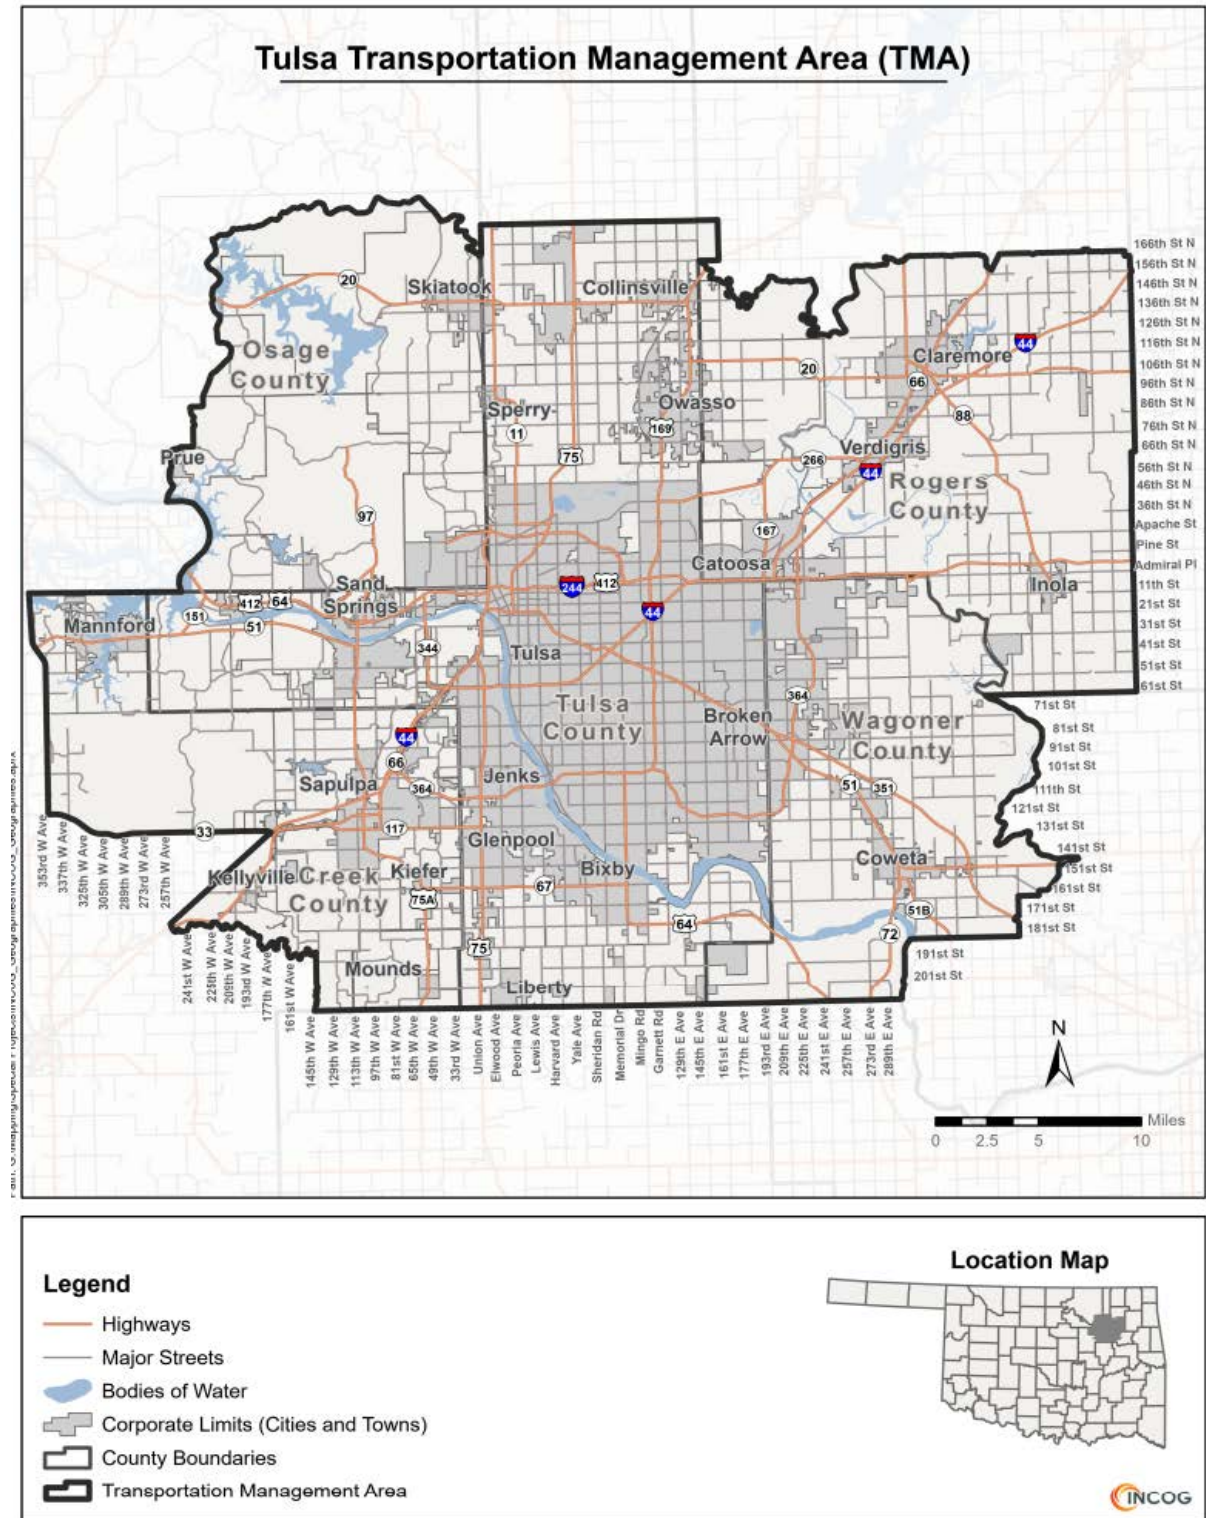 Tulsa Transportation Management Area (TMA)
166th St N
156th St N
146th St N
136th St N
126th St N
116th St N
106th St N
96th St N
86th St N
76th St N
66th St N
56th St N
46th St N
36th St N
Apache St
Pine St
Admiral Pl
11th St
21st St
31st St
41st St
51st St
61st St
71st St
81st St
91st St
101st St
111th St
121st St
131st St
141st St
151st St
161st St
171st St
181st St
191st St
201st St
20
Skiatook
Collinsville
44
Claremore
Osage
County
20
66
Sperry
Owasso
88
11
169
75
Verdigris
Prue
266
44
Rogers
County
97
167
Catoosa
Sand
Springs
244
412
Inola
412
64
44
Mannford
151
51
344
Tulsa
364
Tulsa
County
Broken
Arrow
Wagoner
County
44
66
Jenks
Sapulpa
364
51
351
33
117
Glenpool
Coweta
Kellyville
Creek
County
Kiefer
Bixby
67
75A
64
51B
72
75
Mounds
Liberty
353rd W Ave
337th W Ave
325th W Ave
305th W Ave
289th W Ave
273rd W Ave
257th W Ave
241st W Ave
225th W Ave
209th W Ave
193rd W Ave
177th W Ave
161st W Ave
145th W Ave
129th W Ave
113th W Ave
97th W Ave
81st W Ave
65th W Ave
49th W Ave
33rd W Ave
Union Ave
Elwood Ave
Peoria Ave
Lewis Ave
Harvard Ave
Yale Ave
Sheridan Rd
Memorial Dr
Mingo Rd
Garnett Rd
129th E Ave
145th E Ave
161st E Ave
177th E Ave
193rd E Ave
209th E Ave
225th E Ave
241st E Ave
257th E Ave
273rd E Ave
289th E Ave
N
Miles
0 2.5 5 10
Legend
Highways
Major Streets
Bodies of Water
Corporate Limits (Cities and Towns)
County Boundaries
Transportation Management Area
Location Map
INCOG